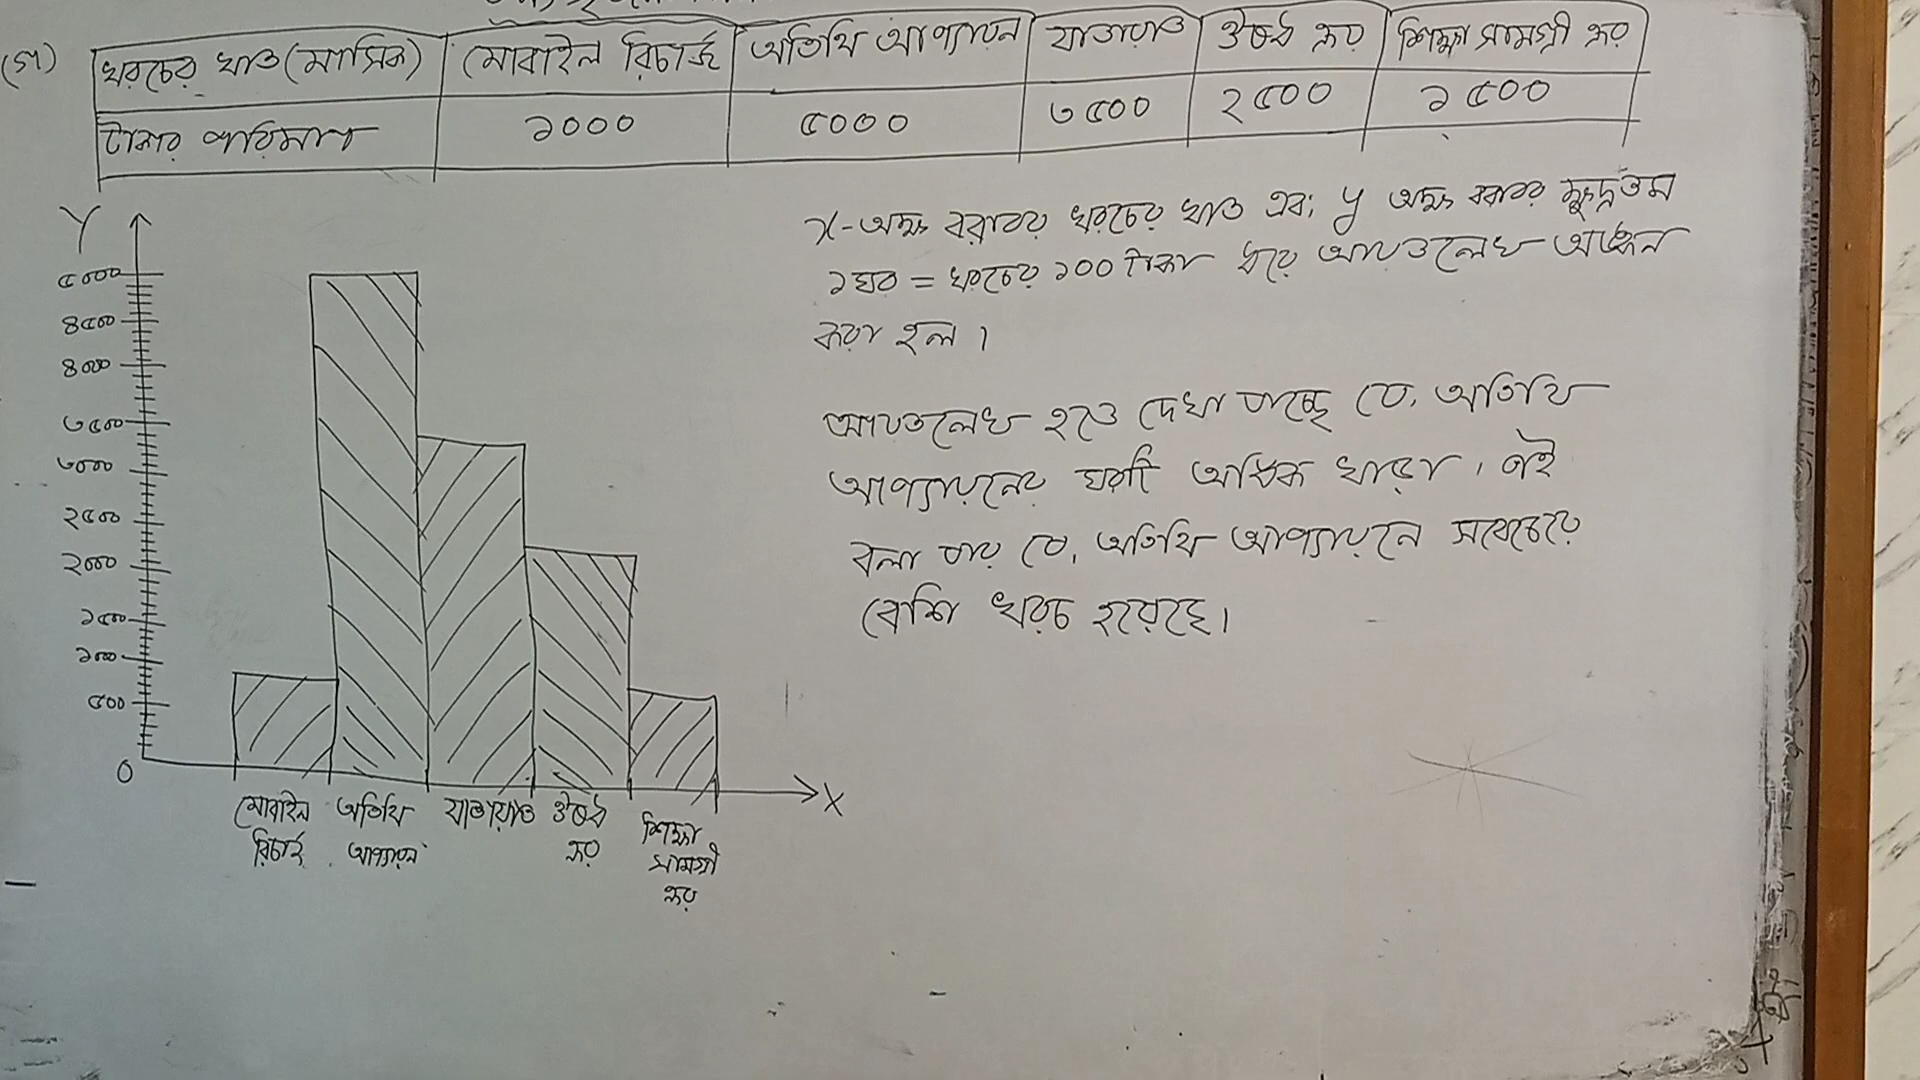 (গ)
খরচের খাত (মাসিক) মোবাইল রিচার্জ অতিথি আপ্যায়ন যাতায়াত ঔষধ ক্রয় শিক্ষা সামগ্রী ক্রয়
টাকার পরিমাণ ১০০০ ৫০০০ ৩৫০০ ২৫০০ ১৫০০
x-অক্ষ বরাবর খরচের খাত এবং y অক্ষ বরাবর ক্ষুদ্রতম
১ ঘর = খরচের ১০০ টাকা ধরে আয়তলেখ অঙ্কন
করা হল।
আয়তলেখ হতে দেখা যাচ্ছে যে, অতিথি
আপ্যায়নের ঘরটি অধিক খাড়া। তাই
বলা যায় যে, অতিথি আপ্যায়নে সবচেয়ে
বেশি খরচ হয়েছে।
Y
৫০০০
৪৫০০
৪০০০
৩৫০০
৩০০০
২৫০০
২০০০
১৫০০
১০০০
৫০০
0
X
মোবাইল রিচার্জ
অতিথি আপ্যায়ন
যাতায়াত
ঔষধ ক্রয়
শিক্ষা সামগ্রী ক্রয়